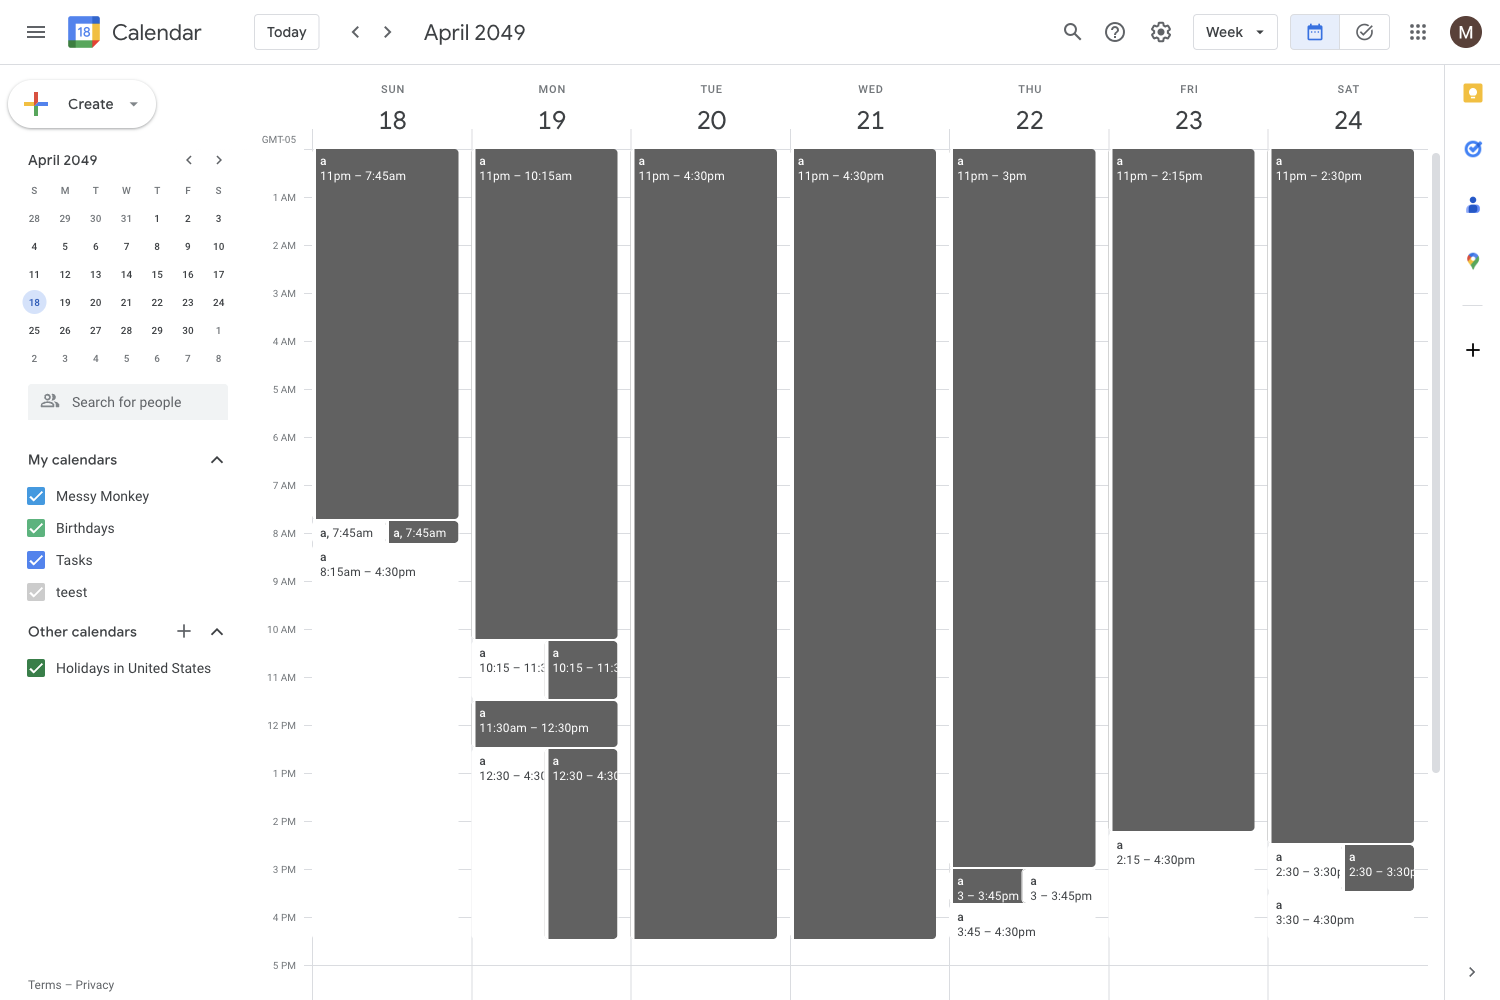 18 Calendar
Today
April 2049
Week
M
Create
April 2049
S M T W T F S
28 29 30 31 1 2 3
4 5 6 7 8 9 10
11 12 13 14 15 16 17
18 19 20 21 22 23 24
25 26 27 28 29 30 1
2 3 4 5 6 7 8
Search for people
My calendars
Messy Monkey
Birthdays
Tasks
teest
Other calendars
Holidays in United States
Terms – Privacy
GMT-05
SUN MON TUE WED THU FRI SAT
18 19 20 21 22 23 24
1 AM
2 AM
3 AM
4 AM
5 AM
6 AM
7 AM
8 AM
9 AM
10 AM
11 AM
12 PM
1 PM
2 PM
3 PM
4 PM
5 PM
a
11pm – 7:45am
a, 7:45am
a, 7:45am
a
8:15am – 4:30pm
a
11pm – 10:15am
a
10:15 – 11:3
a
10:15 – 11:3
a
11:30am – 12:30pm
a
12:30 – 4:30
a
12:30 – 4:30
a
11pm – 4:30pm
a
11pm – 4:30pm
a
11pm – 3pm
a
3 – 3:45pm
a
3 – 3:45pm
a
3:45 – 4:30pm
a
11pm – 2:15pm
a
2:15 – 4:30pm
a
11pm – 2:30pm
a
2:30 – 3:30p
a
2:30 – 3:30p
a
3:30 – 4:30pm